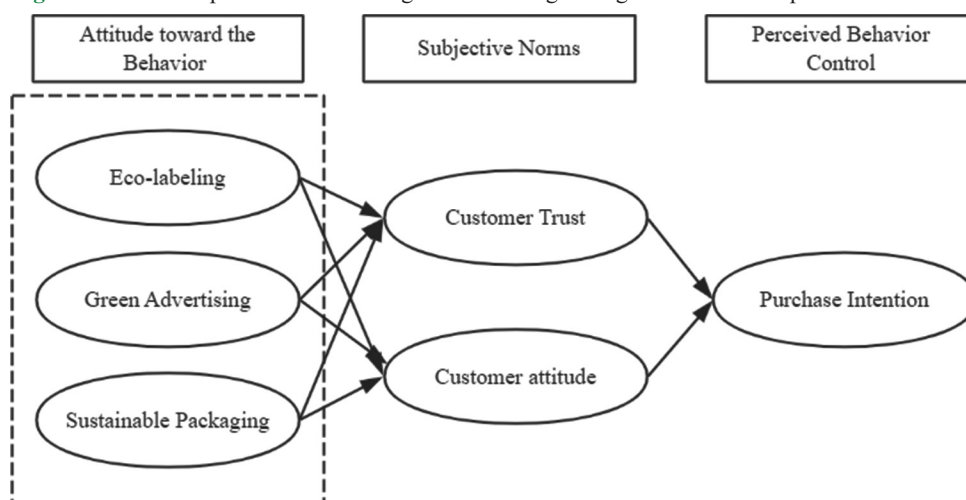 Attitude toward the
Behavior
Subjective Norms
Perceived Behavior
Control
Eco-labeling
Customer Trust
Green Advertising
Purchase Intention
Customer attitude
Sustainable Packaging